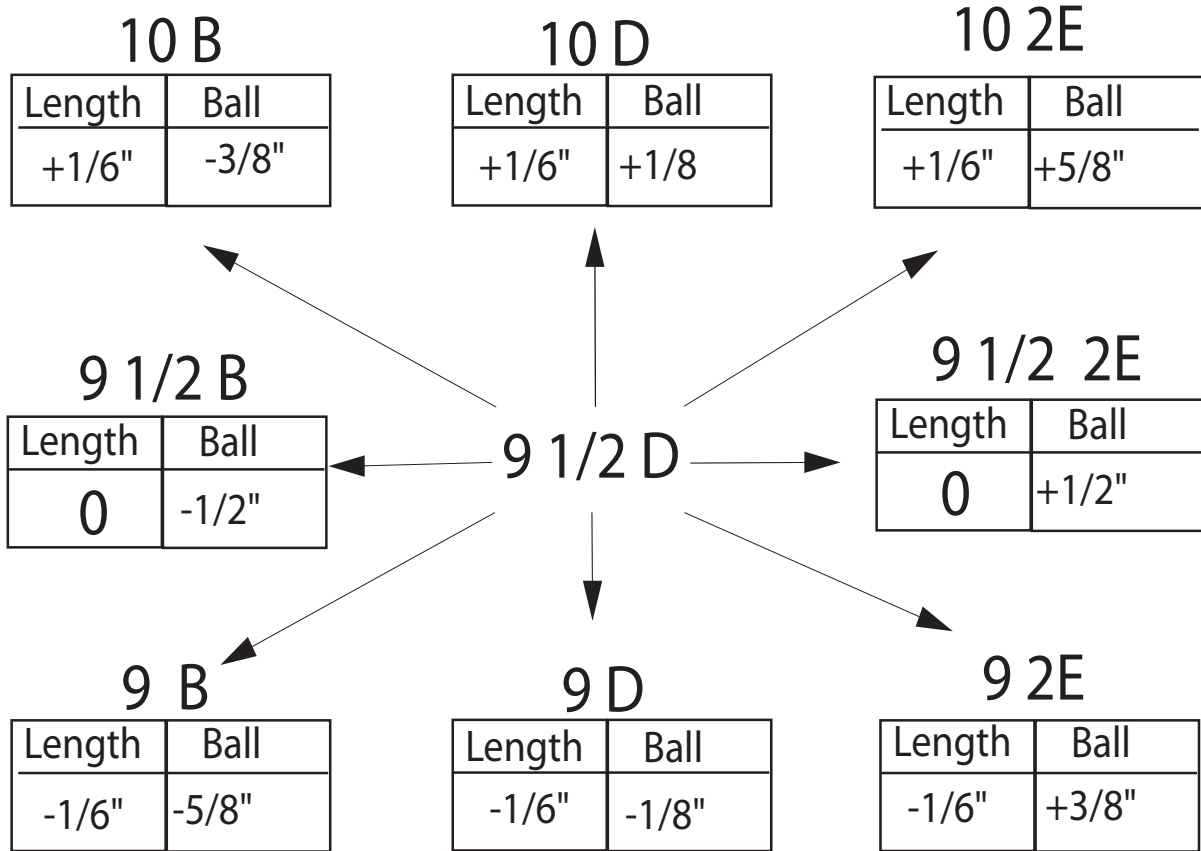 10 B
Length Ball
+1/6" -3/8"
10 D
Length Ball
+1/6" +1/8
10 2E
Length Ball
+1/6" +5/8"
9 1/2 B
Length Ball
0 -1/2"
9 1/2 D
9 1/2 2E
Length Ball
0 +1/2"
9 B
Length Ball
-1/6" -5/8"
9 D
Length Ball
-1/6" -1/8"
9 2E
Length Ball
-1/6" +3/8"